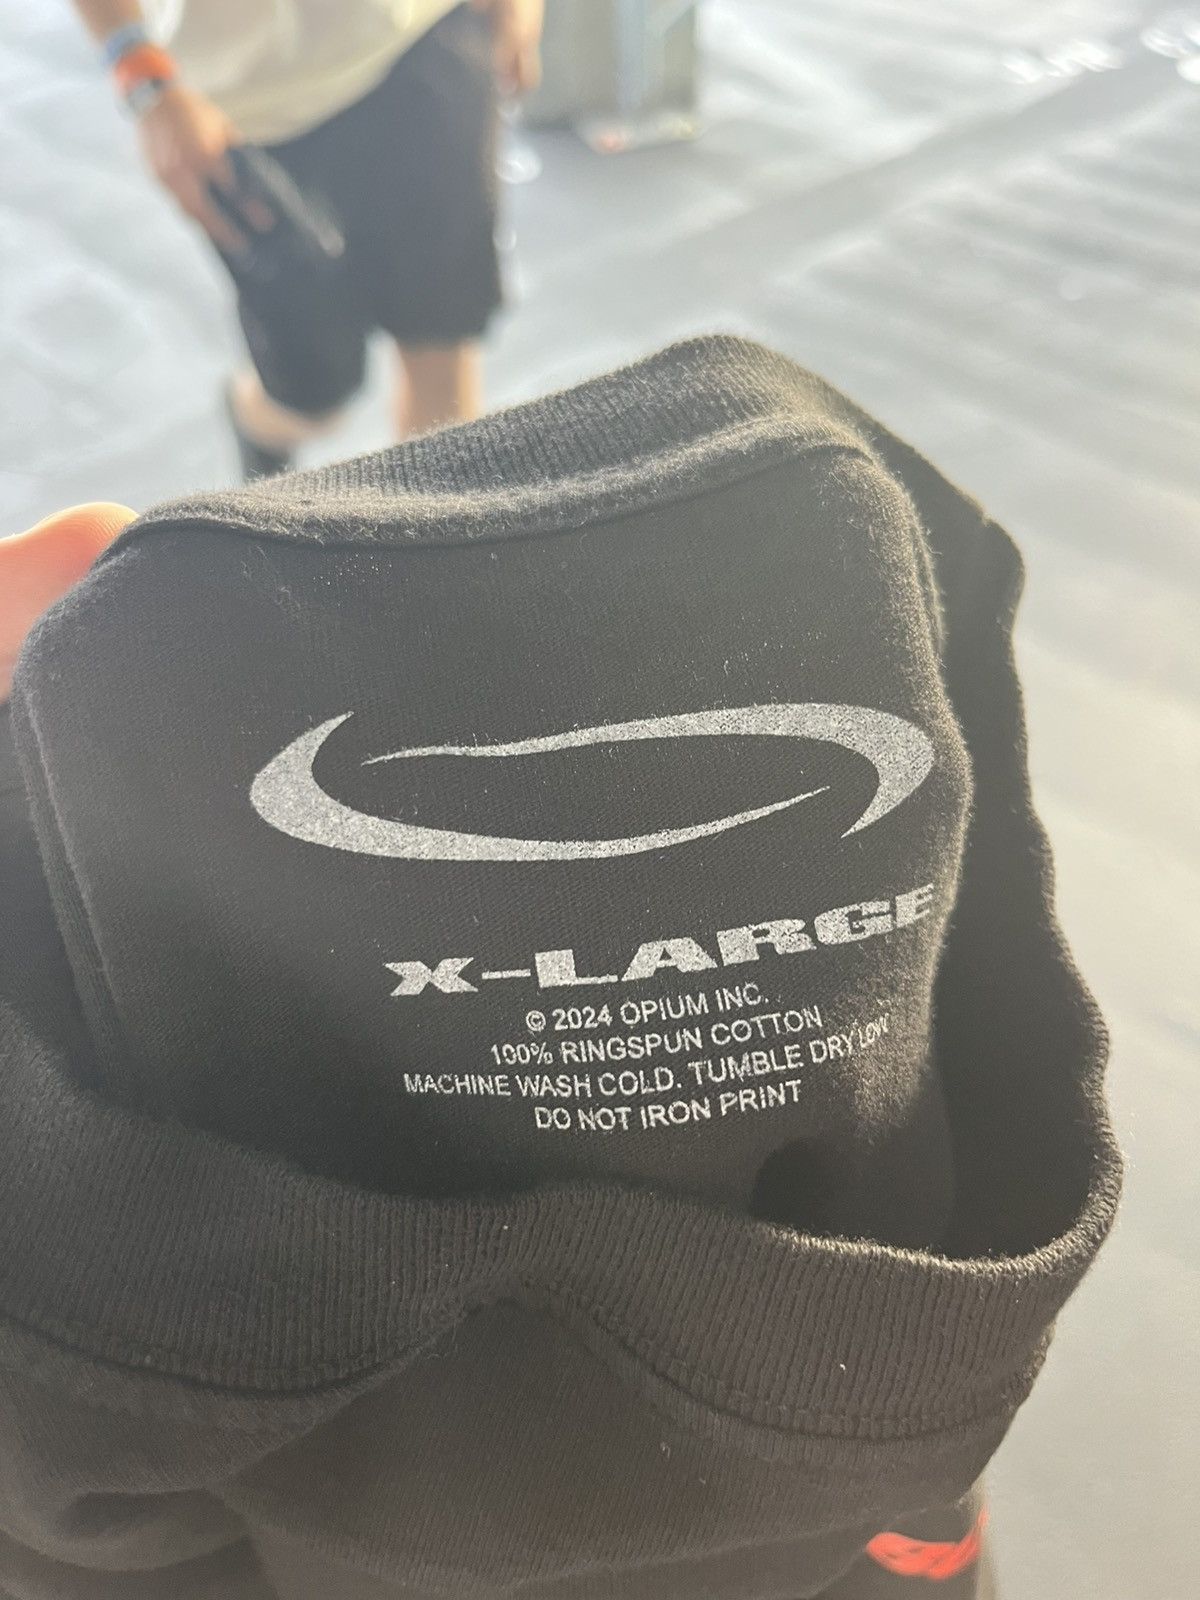 X-LARGE
© 2024 OPIUM INC.
100% RINGSPUN COTTON
MACHINE WASH COLD. TUMBLE DRY LOW
DO NOT IRON PRINT